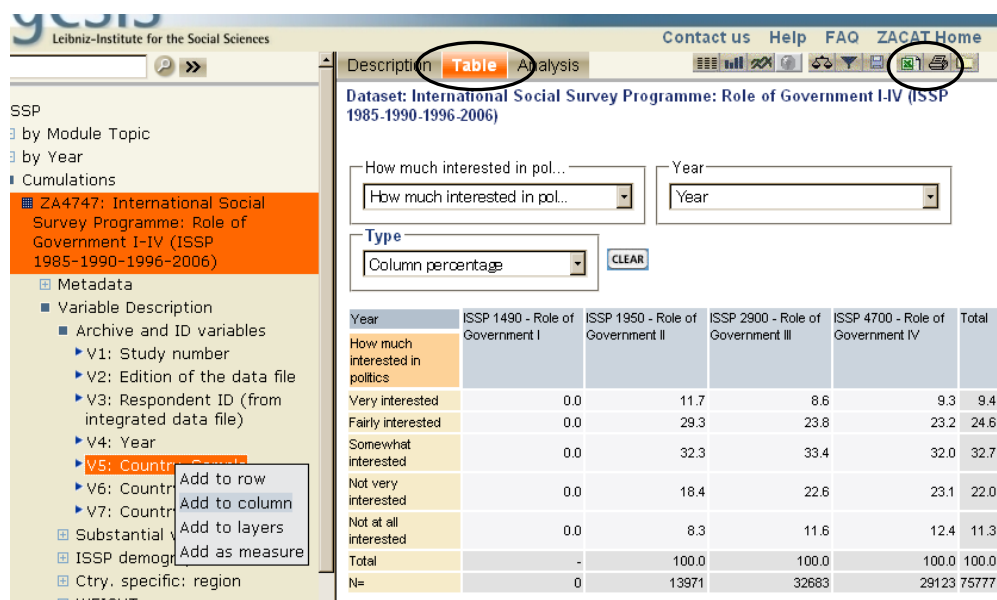 gesis
Leibniz-Institute for the Social Sciences
Contact us Help FAQ ZACAT Home
Description Table Analysis
Dataset: International Social Survey Programme: Role of Government I-IV (ISSP
1985-1990-1996-2006)
SSP
by Module Topic
by Year
Cumulations
ZA4747: International Social
Survey Programme: Role of
Government I-IV (ISSP
1985-1990-1996-2006)
Metadata
Variable Description
Archive and ID variables
V1: Study number
V2: Edition of the data file
V3: Respondent ID (from
integrated data file)
V4: Year
V5: Country
V6: Country
V7: Country
Substantial
ISSP demogr
Ctry. specific: region
WEIGHT
Add to row
Add to column
Add to layers
Add as measure
How much interested in pol... Year
How much interested in pol... Year
Type
Column percentage CLEAR
Year ISSP 1490 - Role of ISSP 1950 - Role of ISSP 2900 - Role of ISSP 4700 - Role of Total
Government I Government II Government III Government IV
How much
interested in
politics
Very interested 0.0 11.7 8.6 9.3 9.4
Fairly interested 0.0 29.3 23.8 23.2 24.6
Somewhat
interested 0.0 32.3 33.4 32.0 32.7
Not very
interested 0.0 18.4 22.6 23.1 22.0
Not at all
interested 0.0 8.3 11.6 12.4 11.3
Total - 100.0 100.0 100.0 100.0
N= 0 13971 32683 29123 75777